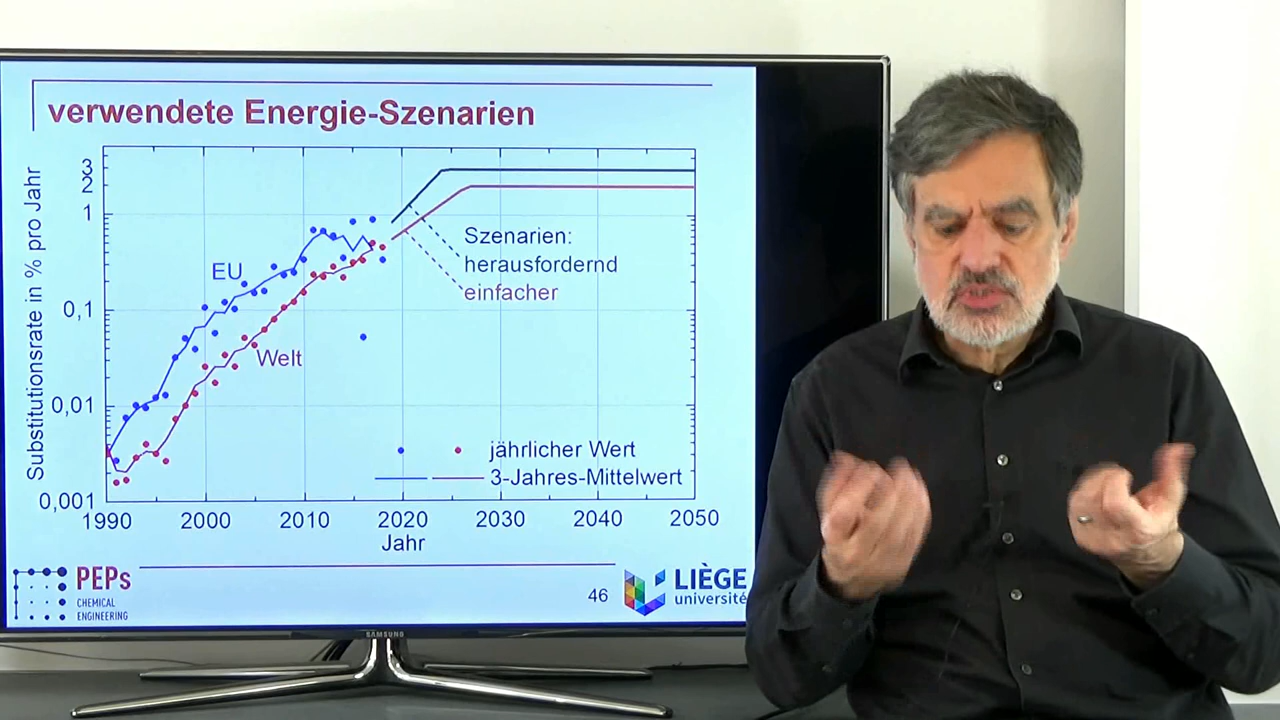 verwendete Energie-Szenarien
Substitutionsrate in % pro Jahr
3
2
1
0,1
0,01
0,001
EU
Welt
Szenarien:
herausfordernd
einfacher
jährlicher Wert
3-Jahres-Mittelwert
1990 2000 2010 2020 2030 2040 2050
Jahr
PEPs
CHEMICAL
ENGINEERING
46
LIÈGE
université
SAMSUNG